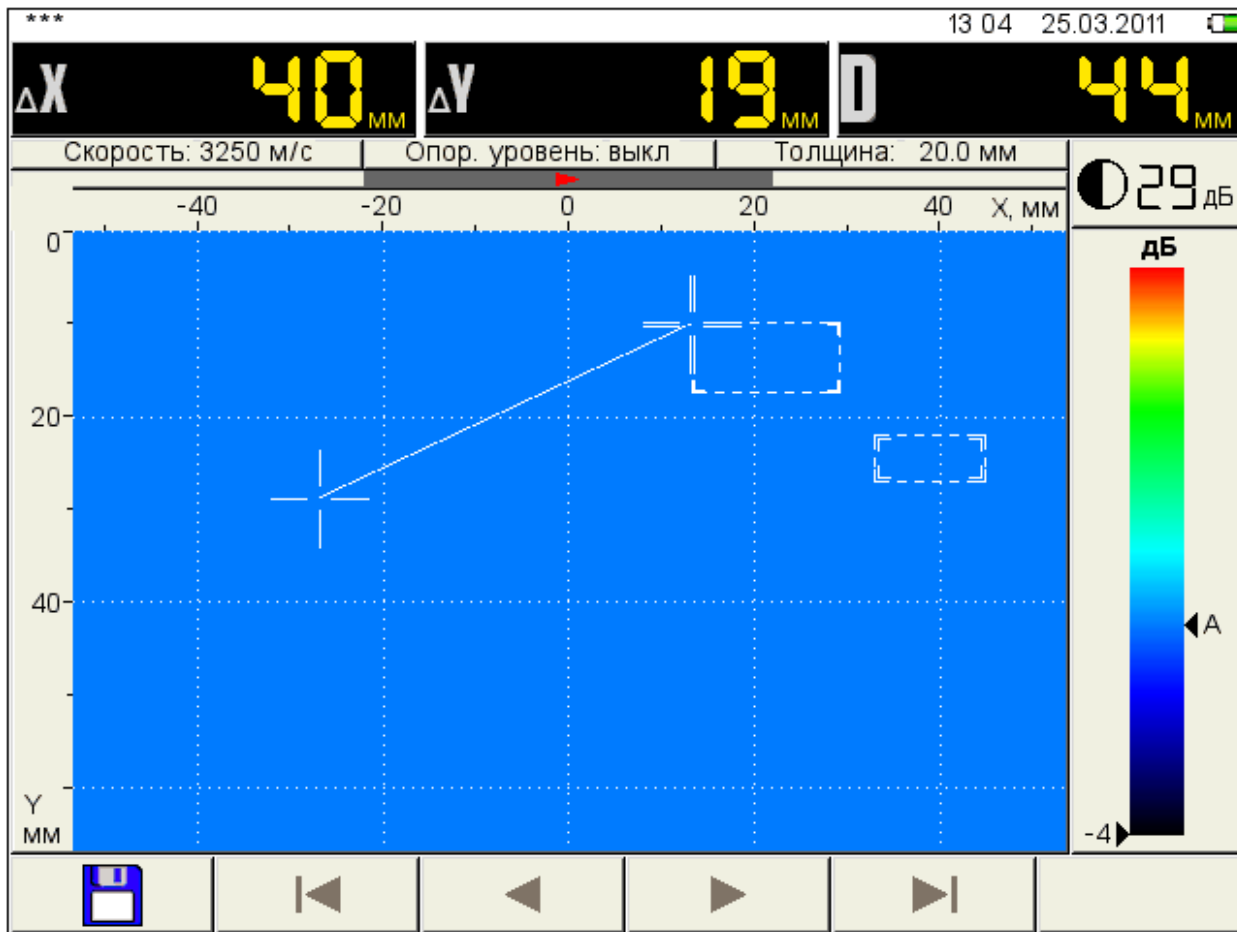 ***
13 04 25.03.2011
ΔX 40 мм ΔY 19 мм D 44 мм
Скорость: 3250 м/с Опор. уровень: выкл Толщина: 20.0 мм
29 дБ
-40 -20 0 20 40 X, мм
дБ
0
20
40
A
Y
мм
-4